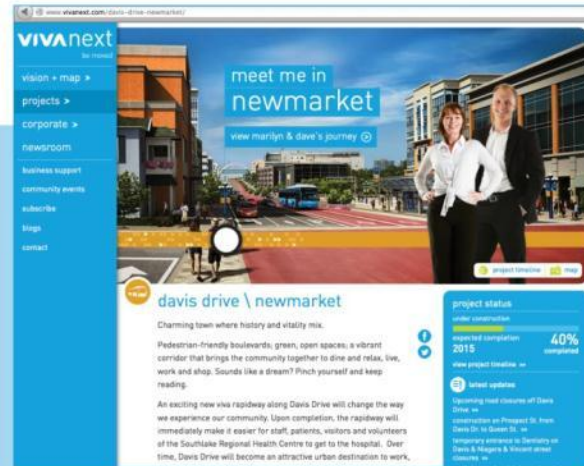 www.vivanext.com/davis-drive-newmarket/
vivanext
be moved
vision + map >
projects >
corporate >
newsroom
business support
community events
subscribe
blogs
contact
meet me in
newmarket
view marilyn & dave's journey
project timeline
map
davis drive \ newmarket
Charming town where history and vitality mix.
Pedestrian-friendly boulevards; green, open spaces; a vibrant
corridor that brings the community together to dine and relax, live,
work and shop. Sounds like a dream? Pinch yourself and keep
reading.
An exciting new viva rapidway along Davis Drive will change the way
we experience our community. Upon completion, the rapidway will
immediately make it easier for staff, patients, visitors and volunteers
of the Southlake Regional Health Centre to get to the hospital. Over
time, Davis Drive will become an attractive urban destination to work,
project status
under construction
expected completion
2015
40%
completed
view project timeline »
latest updates
Upcoming road closures off Davis
Drive »
construction on Prospect St. from
Davis Dr. to Queen St. »
temporary entrance to Dentistry on
Davis & Niagara & Vincent street
closures »